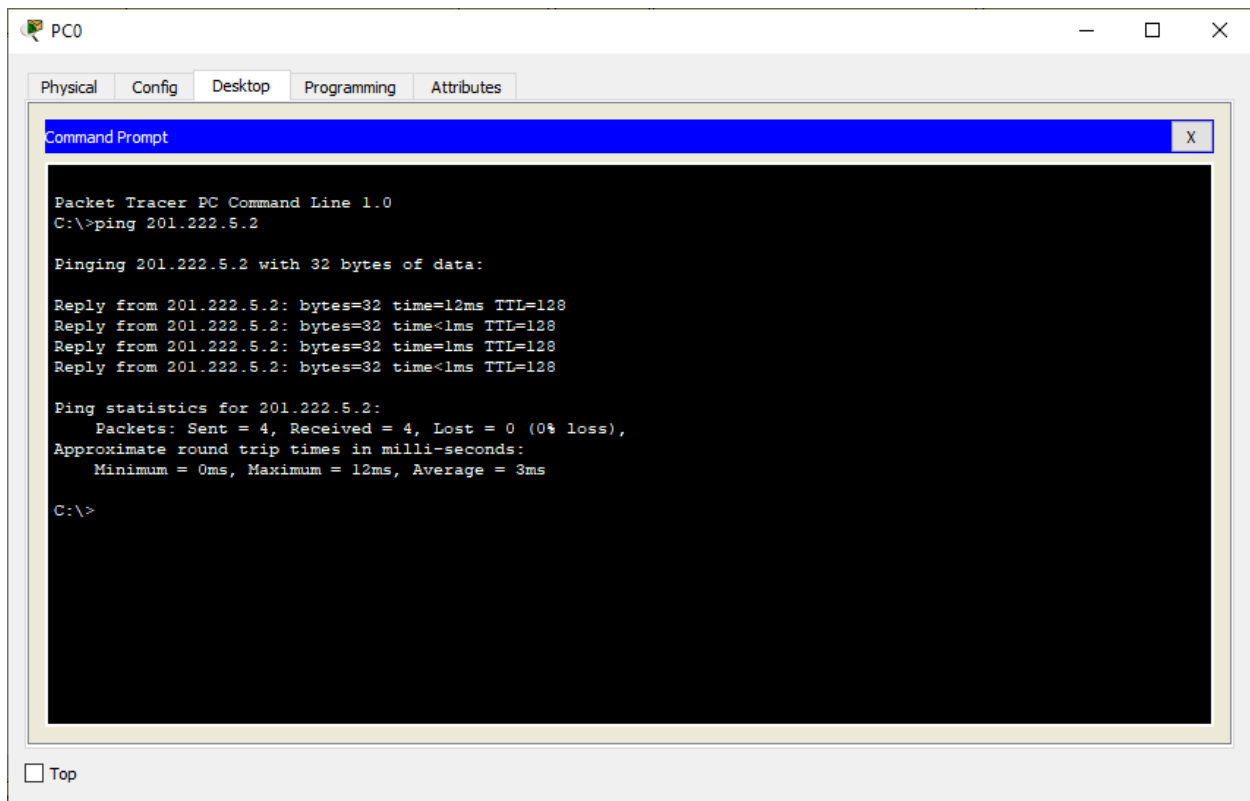 PC0
Physical Config Desktop Programming Attributes
Command Prompt X
Packet Tracer PC Command Line 1.0
C:\>ping 201.222.5.2
Pinging 201.222.5.2 with 32 bytes of data:
Reply from 201.222.5.2: bytes=32 time=12ms TTL=128
Reply from 201.222.5.2: bytes=32 time<1ms TTL=128
Reply from 201.222.5.2: bytes=32 time=1ms TTL=128
Reply from 201.222.5.2: bytes=32 time<1ms TTL=128
Ping statistics for 201.222.5.2:
Packets: Sent = 4, Received = 4, Lost = 0 (0% loss),
Approximate round trip times in milli-seconds:
Minimum = 0ms, Maximum = 12ms, Average = 3ms
C:\>
Top